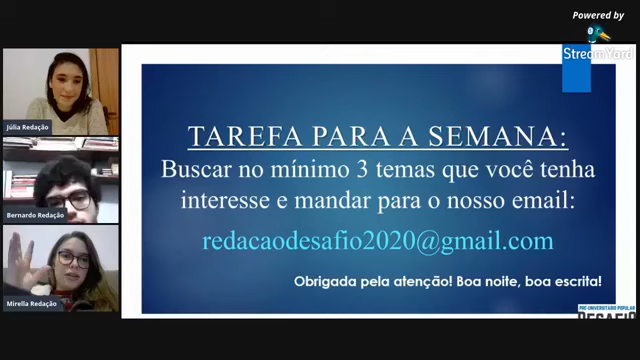 Powered by
StreamYard
Júlia Redação
Bernardo Redação
Mirella Redação
TAREFA PARA A SEMANA:
Buscar no mínimo 3 temas que você tenha
interesse e mandar para o nosso email:
redacaodesafio2020@gmail.com
Obrigada pela atenção! Boa noite, boa escrita!
PRÉ-UNIVERSITÁRIO POPULAR
DESAFIO